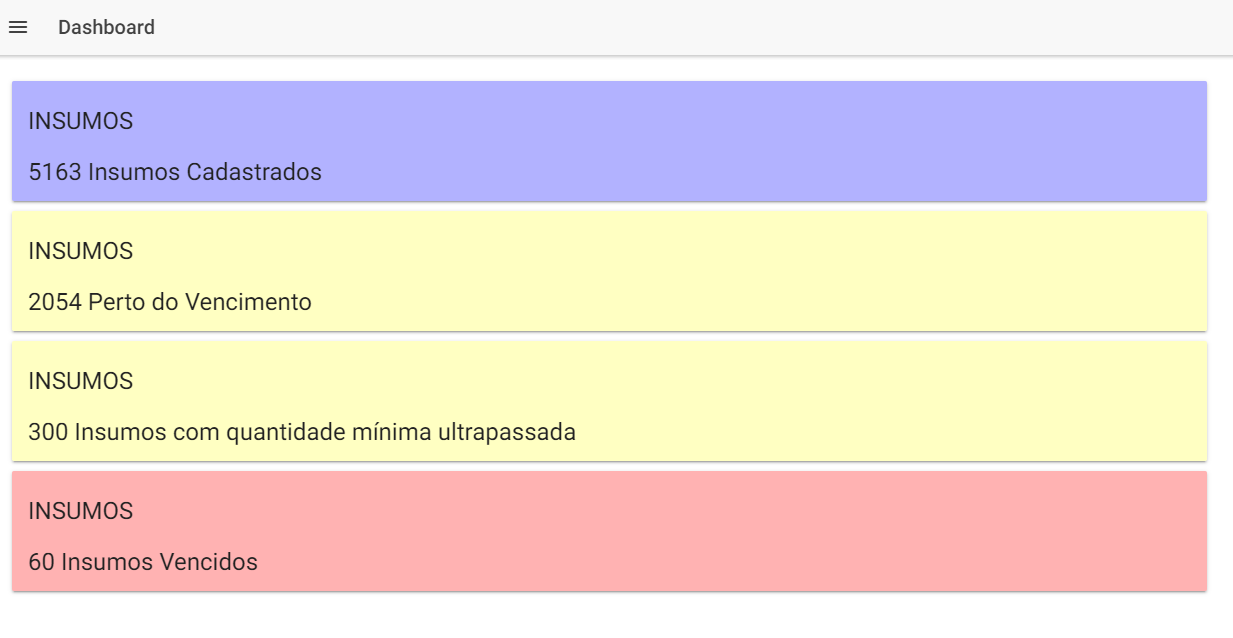 Dashboard
INSUMOS
5163 Insumos Cadastrados
INSUMOS
2054 Perto do Vencimento
INSUMOS
300 Insumos com quantidade mínima ultrapassada
INSUMOS
60 Insumos Vencidos